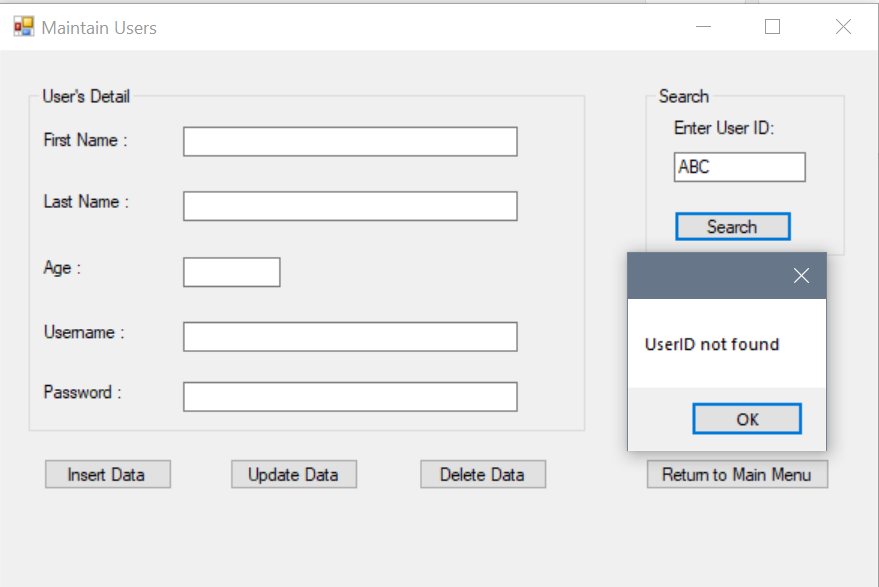 Maintain Users
User's Detail
First Name :
Last Name :
Age :
Username :
Password :
Insert Data
Update Data
Delete Data
Search
Enter User ID:
ABC
Search
UserID not found
OK
Return to Main Menu